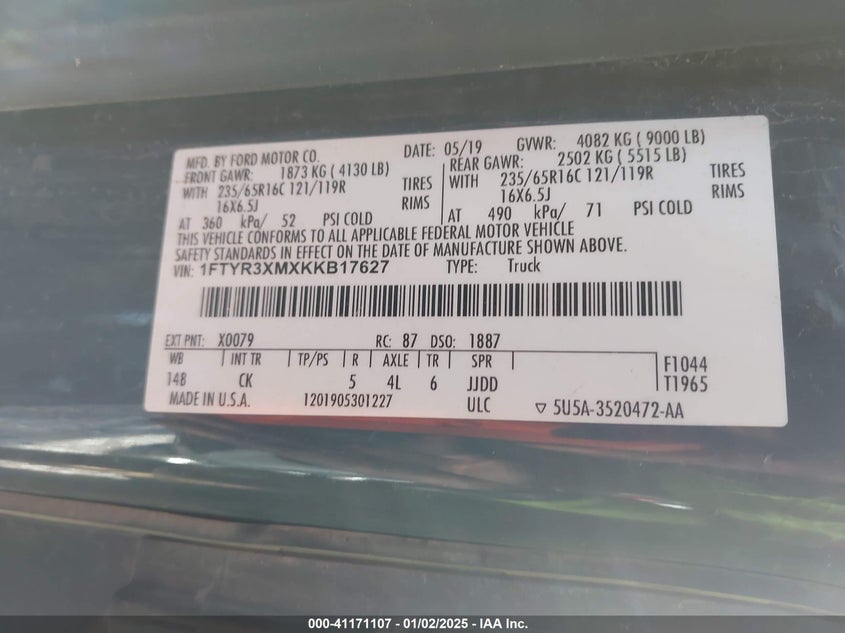 MFD. BY FORD MOTOR CO. DATE: 05/19 GVWR: 4082 KG ( 9000 LB)
FRONT GAWR: 1873 KG ( 4130 LB) REAR GAWR: 2502 KG ( 5515 LB)
WITH 235/65R16C 121/119R TIRES WITH 235/65R16C 121/119R TIRES
16X6.5J RIMS 16X6.5J RIMS
AT 360 kPa/ 52 PSI COLD AT 490 kPa/ 71 PSI COLD
THIS VEHICLE CONFORMS TO ALL APPLICABLE FEDERAL MOTOR VEHICLE
SAFETY STANDARDS IN EFFECT ON THE DATE OF MANUFACTURE SHOWN ABOVE.
VIN: 1FTYR3XMXKKB17627 TYPE: Truck
EXT PNT: X0079 RC: 87 DSO: 1887
WB INT TR TP/PS R AXLE TR SPR F1044
148 CK 5 4L 6 JJDD T1965
MADE IN U.S.A. 1201905301227 ULC ▽ 5U5A-3520472-AA
000-41171107 - 01/02/2025 - IAA Inc.